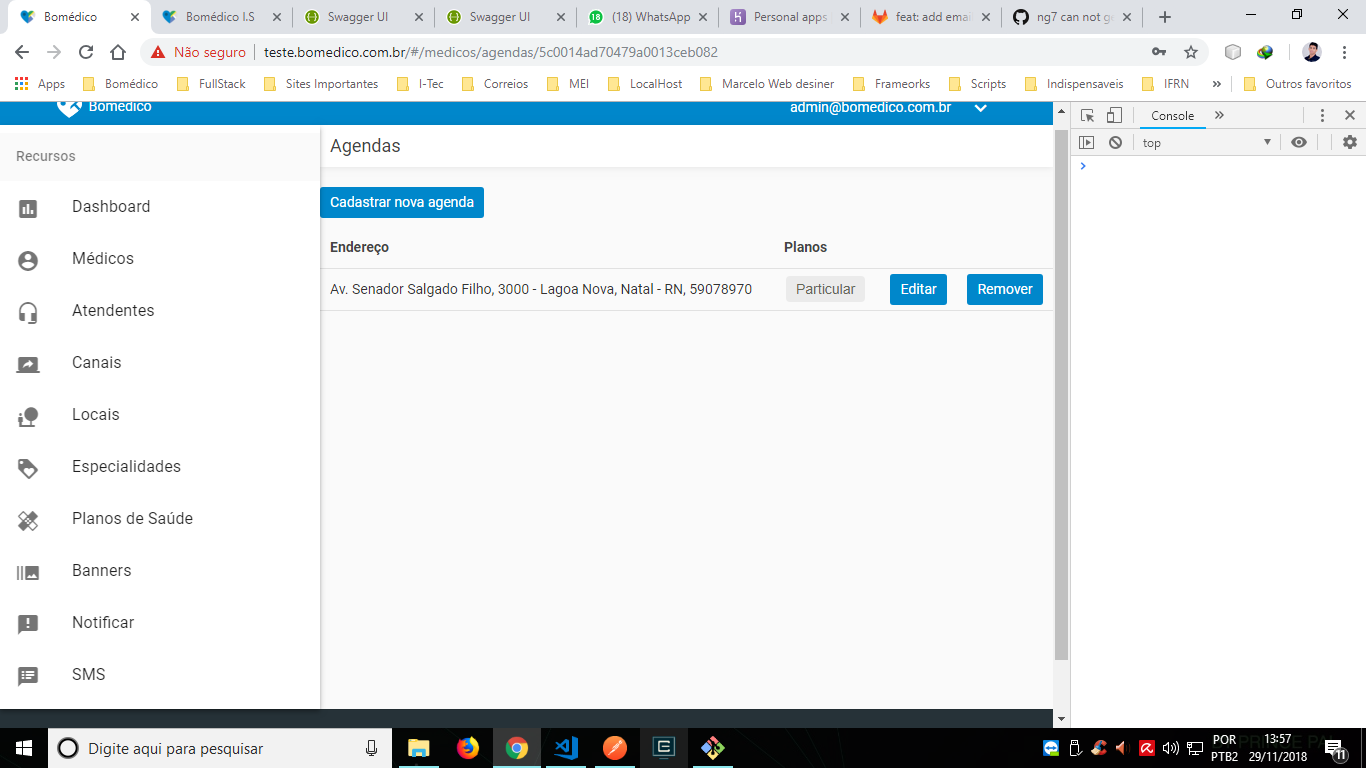 Bomédico
Bomédico I.S
Swagger UI
Swagger UI
(18) WhatsApp
Personal apps
feat: add emai
ng7 can not ge
Não seguro
teste.bomedico.com.br/#/medicos/agendas/5c0014ad70479a0013ceb082
Apps
Bomédico
FullStack
Sites Importantes
I-Tec
Correios
MEI
LocalHost
Marcelo Web desiner
Frameorks
Scripts
Indispensaveis
IFRN
»
Outros favoritos
Bomédico
admin@bomedico.com.br
Console
»
top
Recursos
Dashboard
Médicos
Atendentes
Canais
Locais
Especialidades
Planos de Saúde
Banners
Notificar
SMS
Agendas
Cadastrar nova agenda
Endereço Planos
Av. Senador Salgado Filho, 3000 - Lagoa Nova, Natal - RN, 59078970 Particular Editar Remover
Digite aqui para pesquisar
POR
PTB2
13:57
29/11/2018
11